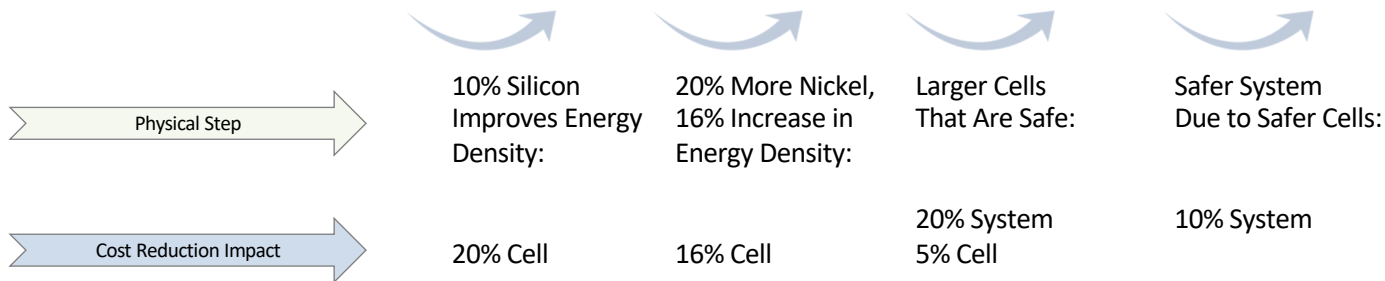 Physical Step
10% Silicon
Improves Energy
Density:
20% More Nickel,
16% Increase in
Energy Density:
Larger Cells
That Are Safe:
Safer System
Due to Safer Cells:
Cost Reduction Impact
20% Cell
16% Cell
20% System
5% Cell
10% System